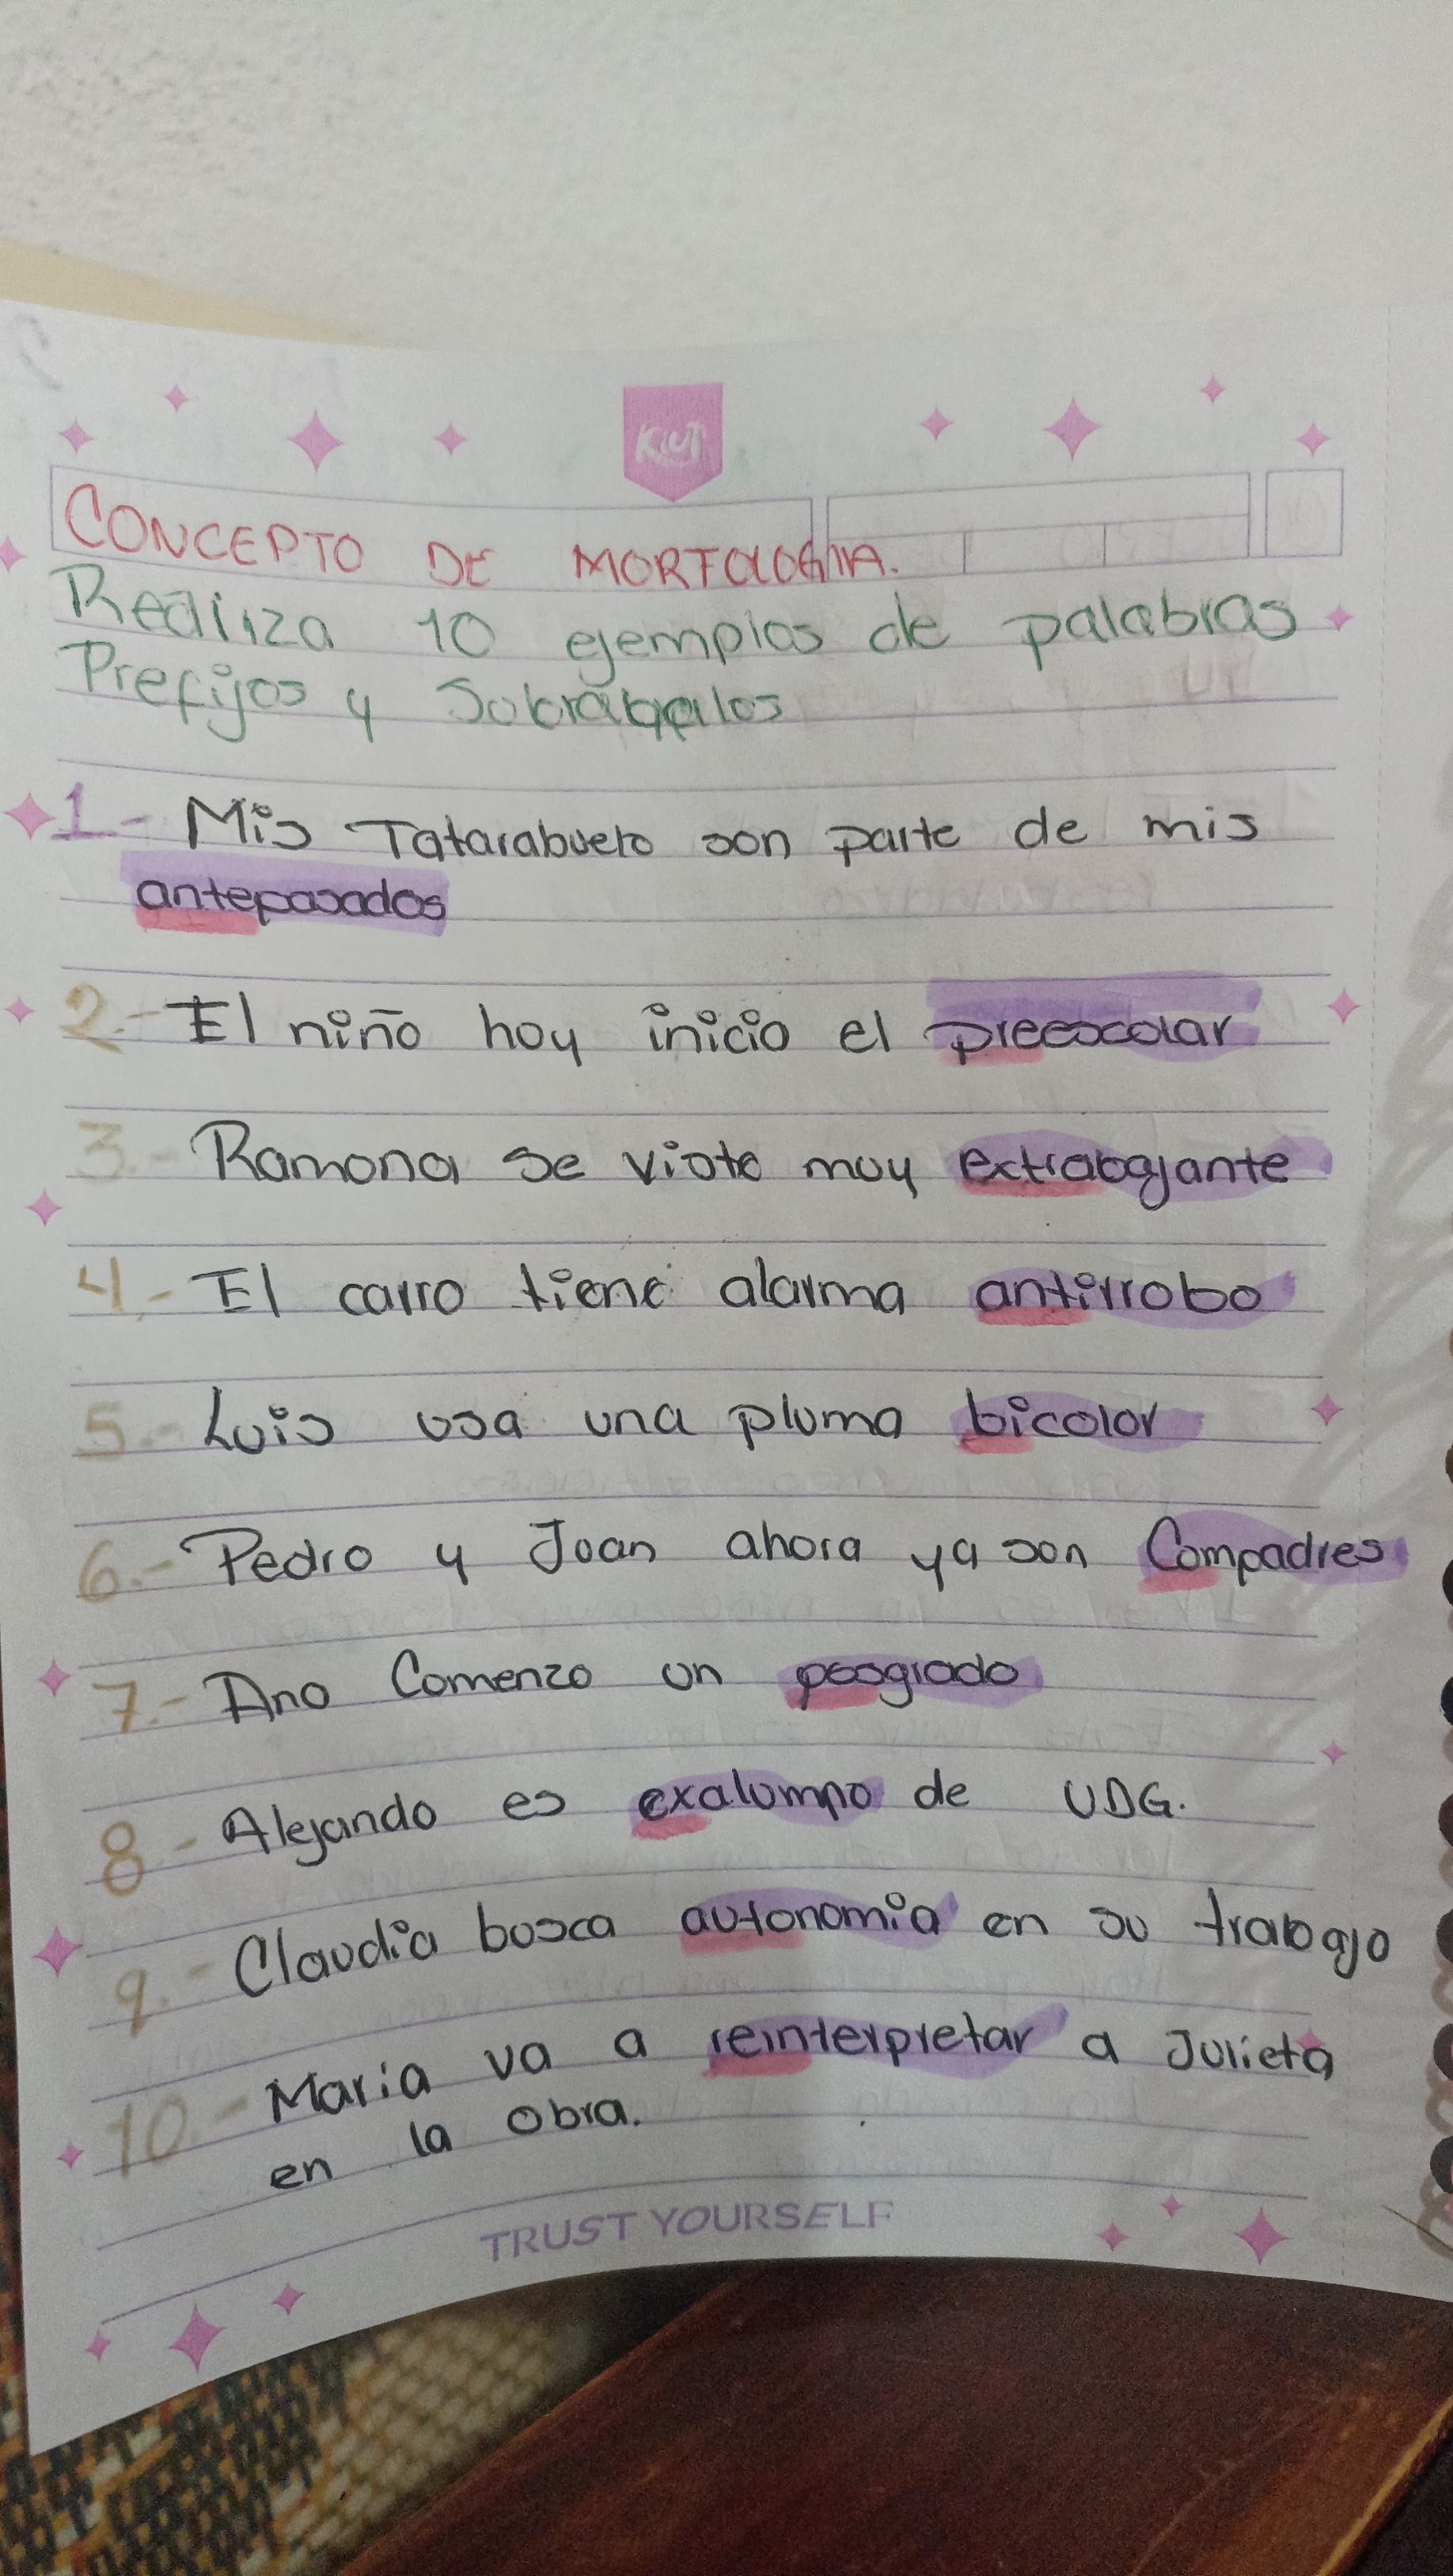 KIUT
CONCEPTO DE MORFOLOGIIA.
Realiza 10 ejemplos de palabras
Prefijos y Subrayalos
1.- Mis Tatarabuelo son parte de mis
antepasados
2.- El niño hoy inicio el preescolar
3.- Ramona se viste muy extrabajante
4.- El carro tiene alarma antirrobo
5.- Luis usa una pluma bicolor
6.- Pedro y Juan ahora ya son Compadres
7.- Ana Comenzo un posgrado
8.- Alejando es exalumno de UDG.
9.- Claudia busca autonomia en su trabajo
10.- Maria va a reinterpretar a Julieta
en la obra.
TRUST YOURSELF